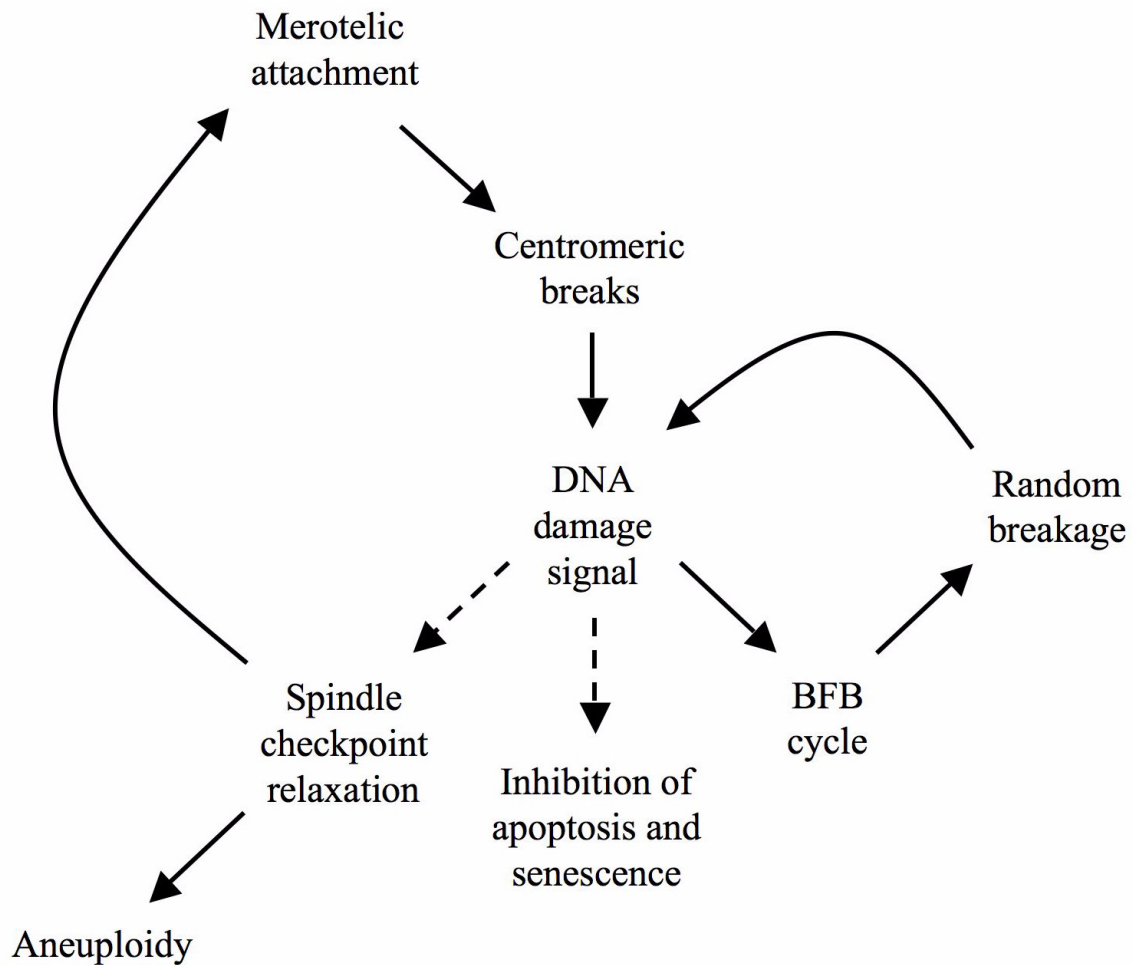 Merotelic
attachment
Centromeric
breaks
DNA
damage
signal
Random
breakage
Spindle
checkpoint
relaxation
BFB
cycle
Inhibition of
apoptosis and
senescence
Aneuploidy